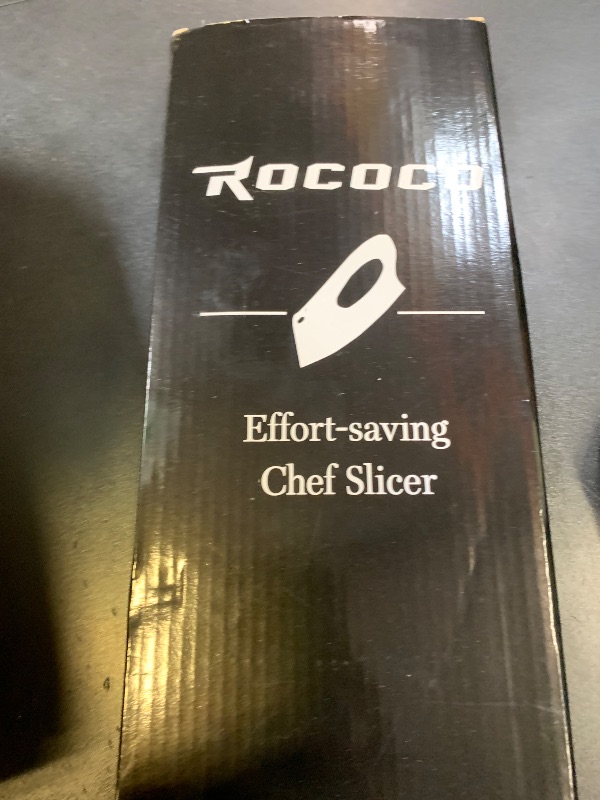 ROCOCO
Effort-saving
Chef Slicer